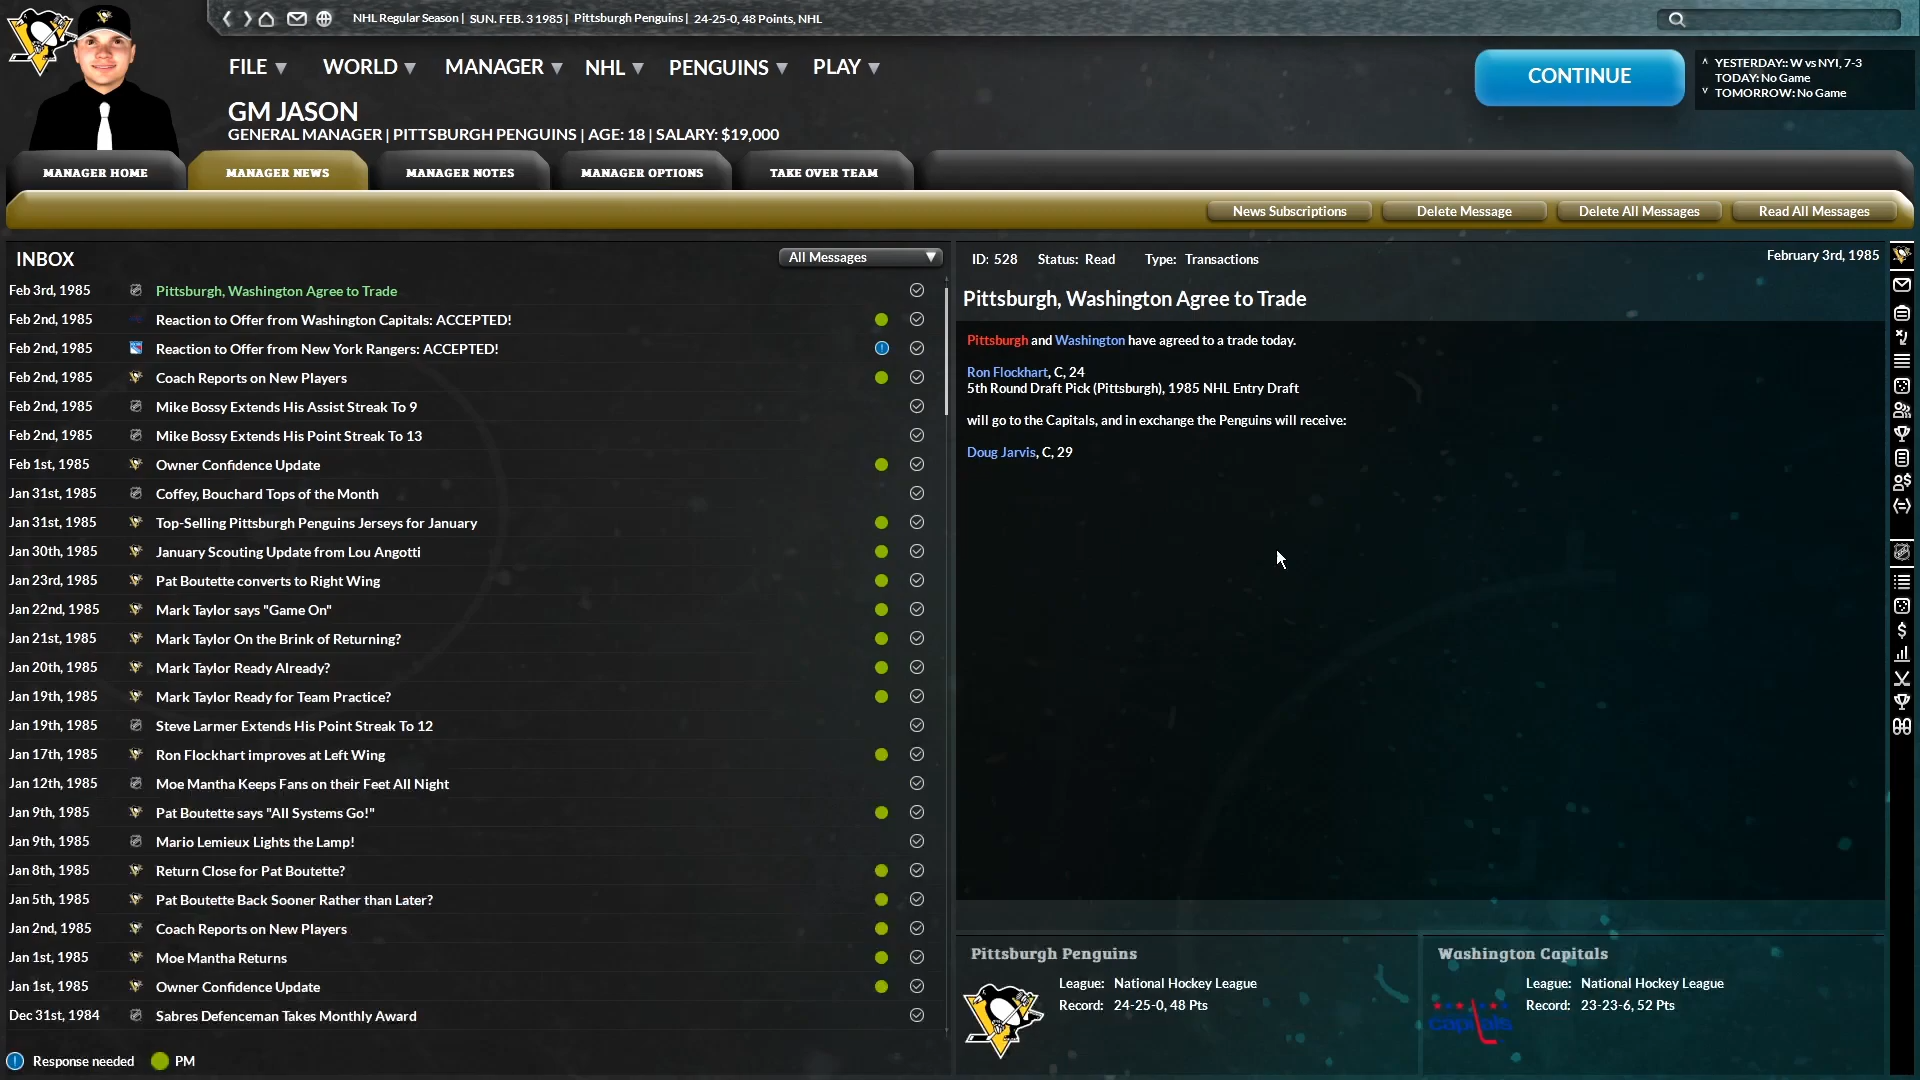 NHL Regular Season | SUN. FEB. 3 1985 | Pittsburgh Penguins | 24-25-0, 48 Points, NHL
FILE WORLD MANAGER NHL PENGUINS PLAY
CONTINUE
YESTERDAY:: W vs NYI, 7-3
TODAY: No Game
TOMORROW: No Game
GM JASON
GENERAL MANAGER | PITTSBURGH PENGUINS | AGE: 18 | SALARY: $19,000
MANAGER HOME MANAGER NEWS MANAGER NOTES MANAGER OPTIONS TAKE OVER TEAM
News Subscriptions Delete Message Delete All Messages Read All Messages
INBOX All Messages
Feb 3rd, 1985 Pittsburgh, Washington Agree to Trade
Feb 2nd, 1985 Reaction to Offer from Washington Capitals: ACCEPTED!
Feb 2nd, 1985 Reaction to Offer from New York Rangers: ACCEPTED!
Feb 2nd, 1985 Coach Reports on New Players
Feb 2nd, 1985 Mike Bossy Extends His Assist Streak To 9
Feb 2nd, 1985 Mike Bossy Extends His Point Streak To 13
Feb 1st, 1985 Owner Confidence Update
Jan 31st, 1985 Coffey, Bouchard Tops of the Month
Jan 31st, 1985 Top-Selling Pittsburgh Penguins Jerseys for January
Jan 30th, 1985 January Scouting Update from Lou Angotti
Jan 23rd, 1985 Pat Boutette converts to Right Wing
Jan 22nd, 1985 Mark Taylor says "Game On"
Jan 21st, 1985 Mark Taylor On the Brink of Returning?
Jan 20th, 1985 Mark Taylor Ready Already?
Jan 19th, 1985 Mark Taylor Ready for Team Practice?
Jan 19th, 1985 Steve Larmer Extends His Point Streak To 12
Jan 17th, 1985 Ron Flockhart improves at Left Wing
Jan 12th, 1985 Moe Mantha Keeps Fans on their Feet All Night
Jan 9th, 1985 Pat Boutette says "All Systems Go!"
Jan 9th, 1985 Mario Lemieux Lights the Lamp!
Jan 8th, 1985 Return Close for Pat Boutette?
Jan 5th, 1985 Pat Boutette Back Sooner Rather than Later?
Jan 2nd, 1985 Coach Reports on New Players
Jan 1st, 1985 Moe Mantha Returns
Jan 1st, 1985 Owner Confidence Update
Dec 31st, 1984 Sabres Defenceman Takes Monthly Award
Response needed PM
ID: 528 Status: Read Type: Transactions February 3rd, 1985
Pittsburgh, Washington Agree to Trade
Pittsburgh and Washington have agreed to a trade today.
Ron Flockhart, C, 24
5th Round Draft Pick (Pittsburgh), 1985 NHL Entry Draft
will go to the Capitals, and in exchange the Penguins will receive:
Doug Jarvis, C, 29
Pittsburgh Penguins
League: National Hockey League
Record: 24-25-0, 48 Pts
Washington Capitals
League: National Hockey League
Record: 23-23-6, 52 Pts
capitals